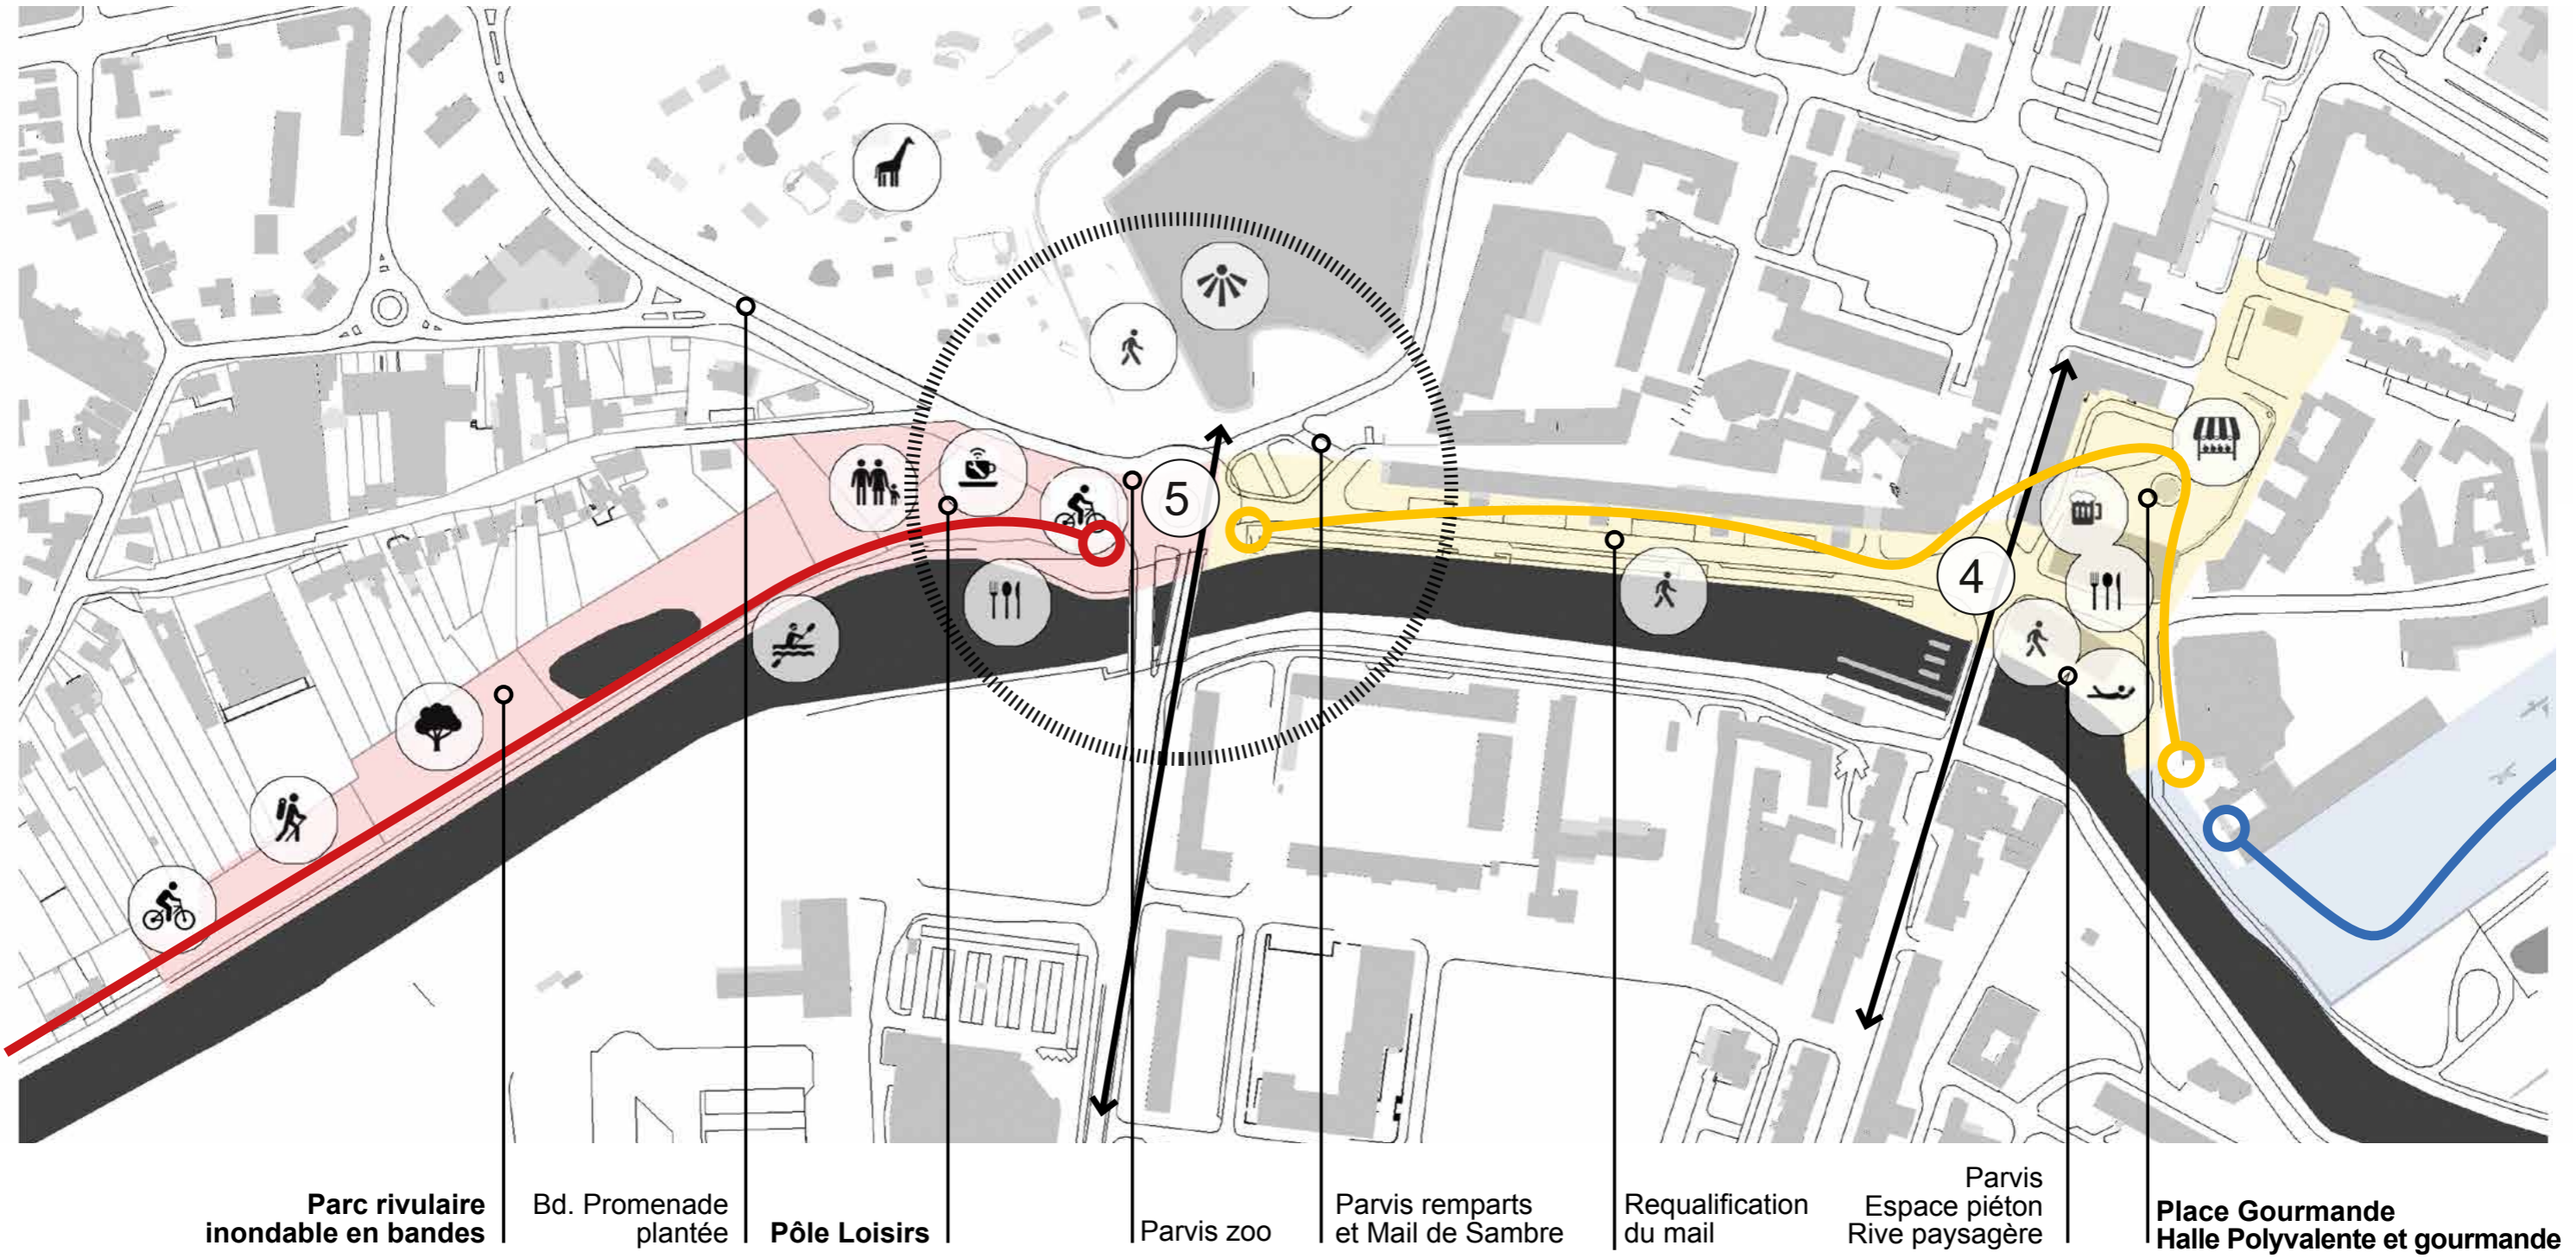 5
4
Parc rivulaire
inondable en bandes
Bd. Promenade
plantée
Pôle Loisirs
Parvis zoo
Parvis remparts
et Mail de Sambre
Requalification
du mail
Parvis
Espace piéton
Rive paysagère
Place Gourmande
Halle Polyvalente et gourmande